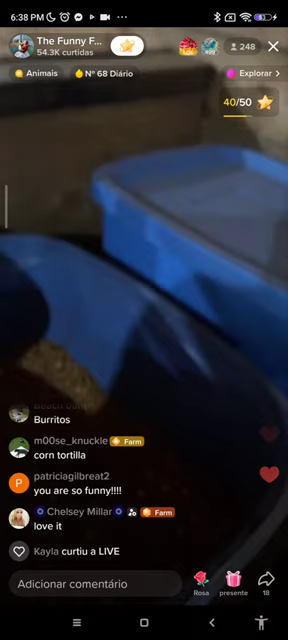 6:38 PM
The Funny F...
54.3K curtidas
248
Animais
Nº 68 Diário
Explorar
40/50
Burritos
m00se_knuckle Farm
corn tortilla
patriciagilbreat2
P
you are so funny!!!!
Chelsey Millar Farm
love it
Kayla curtiu a LIVE
Adicionar comentário
Rosa
presente
18